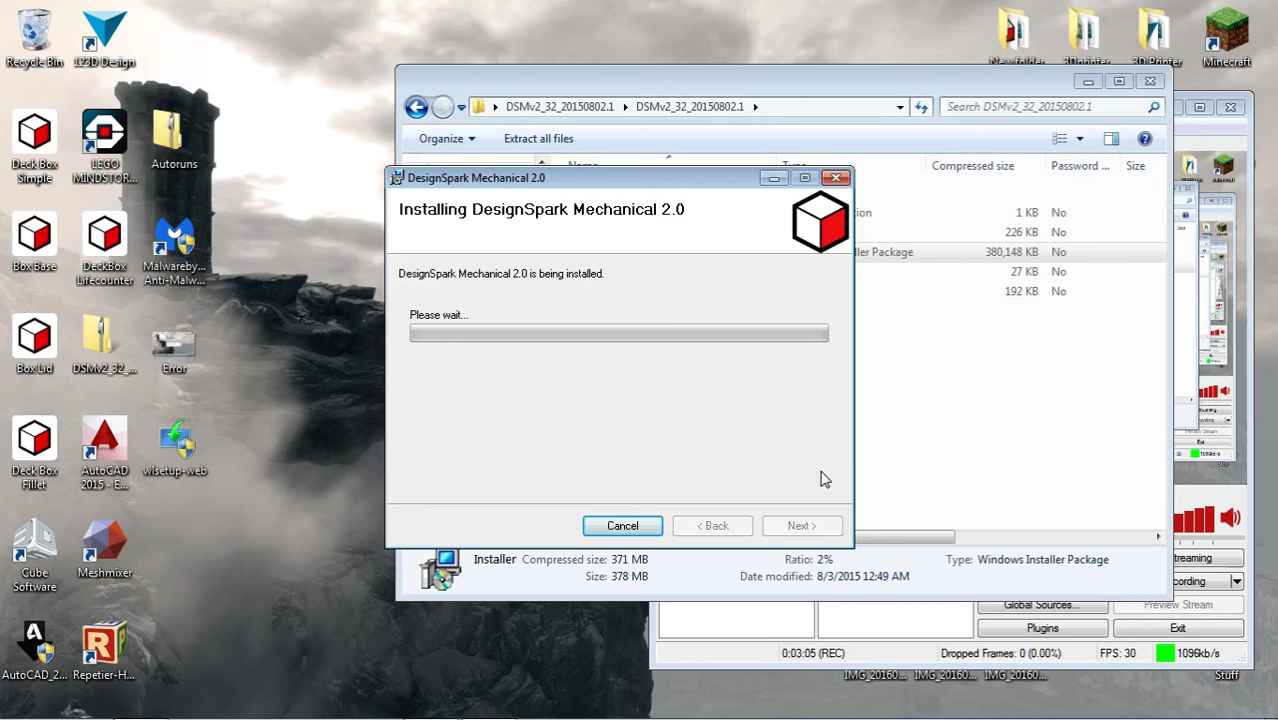 Recycle Bin
123D Design
New folder
3Dprinter
3D Printer
Minecraft
Deck Box
Simple
LEGO
MINDSTOR...
Autoruns
Box Base
DeckBox
Lifecounter
Malwareby...
Anti-Malw...
Box Lid
DSMv2_32_...
Error
Deck Box
Fillet
AutoCAD
2015 - E...
wlsetup-web
Cube
Software
Meshmixer
AutoCAD_2...
Repetier-H...
DSMv2_32_20150802.1
DSMv2_32_20150802.1
Search DSMv2_32_20150802.1
Organize
Extract all files
Name
Type
Compressed size
Password ...
Size
1 KB
No
226 KB
No
ller Package
380,148 KB
No
27 KB
No
192 KB
No
DesignSpark Mechanical 2.0
Installing DesignSpark Mechanical 2.0
DesignSpark Mechanical 2.0 is being installed.
Please wait...
Cancel
< Back
Next >
Installer
Compressed size: 371 MB
Size: 378 MB
Ratio: 2%
Date modified: 8/3/2015 12:49 AM
Type: Windows Installer Package
Global Sources...
Preview Stream
Plugins
Exit
0:03:05 (REC)
Dropped Frames: 0 (0.00%)
FPS: 30
1096kb/s
IMG_20160...
IMG_20160...
IMG_20160...
Stuff